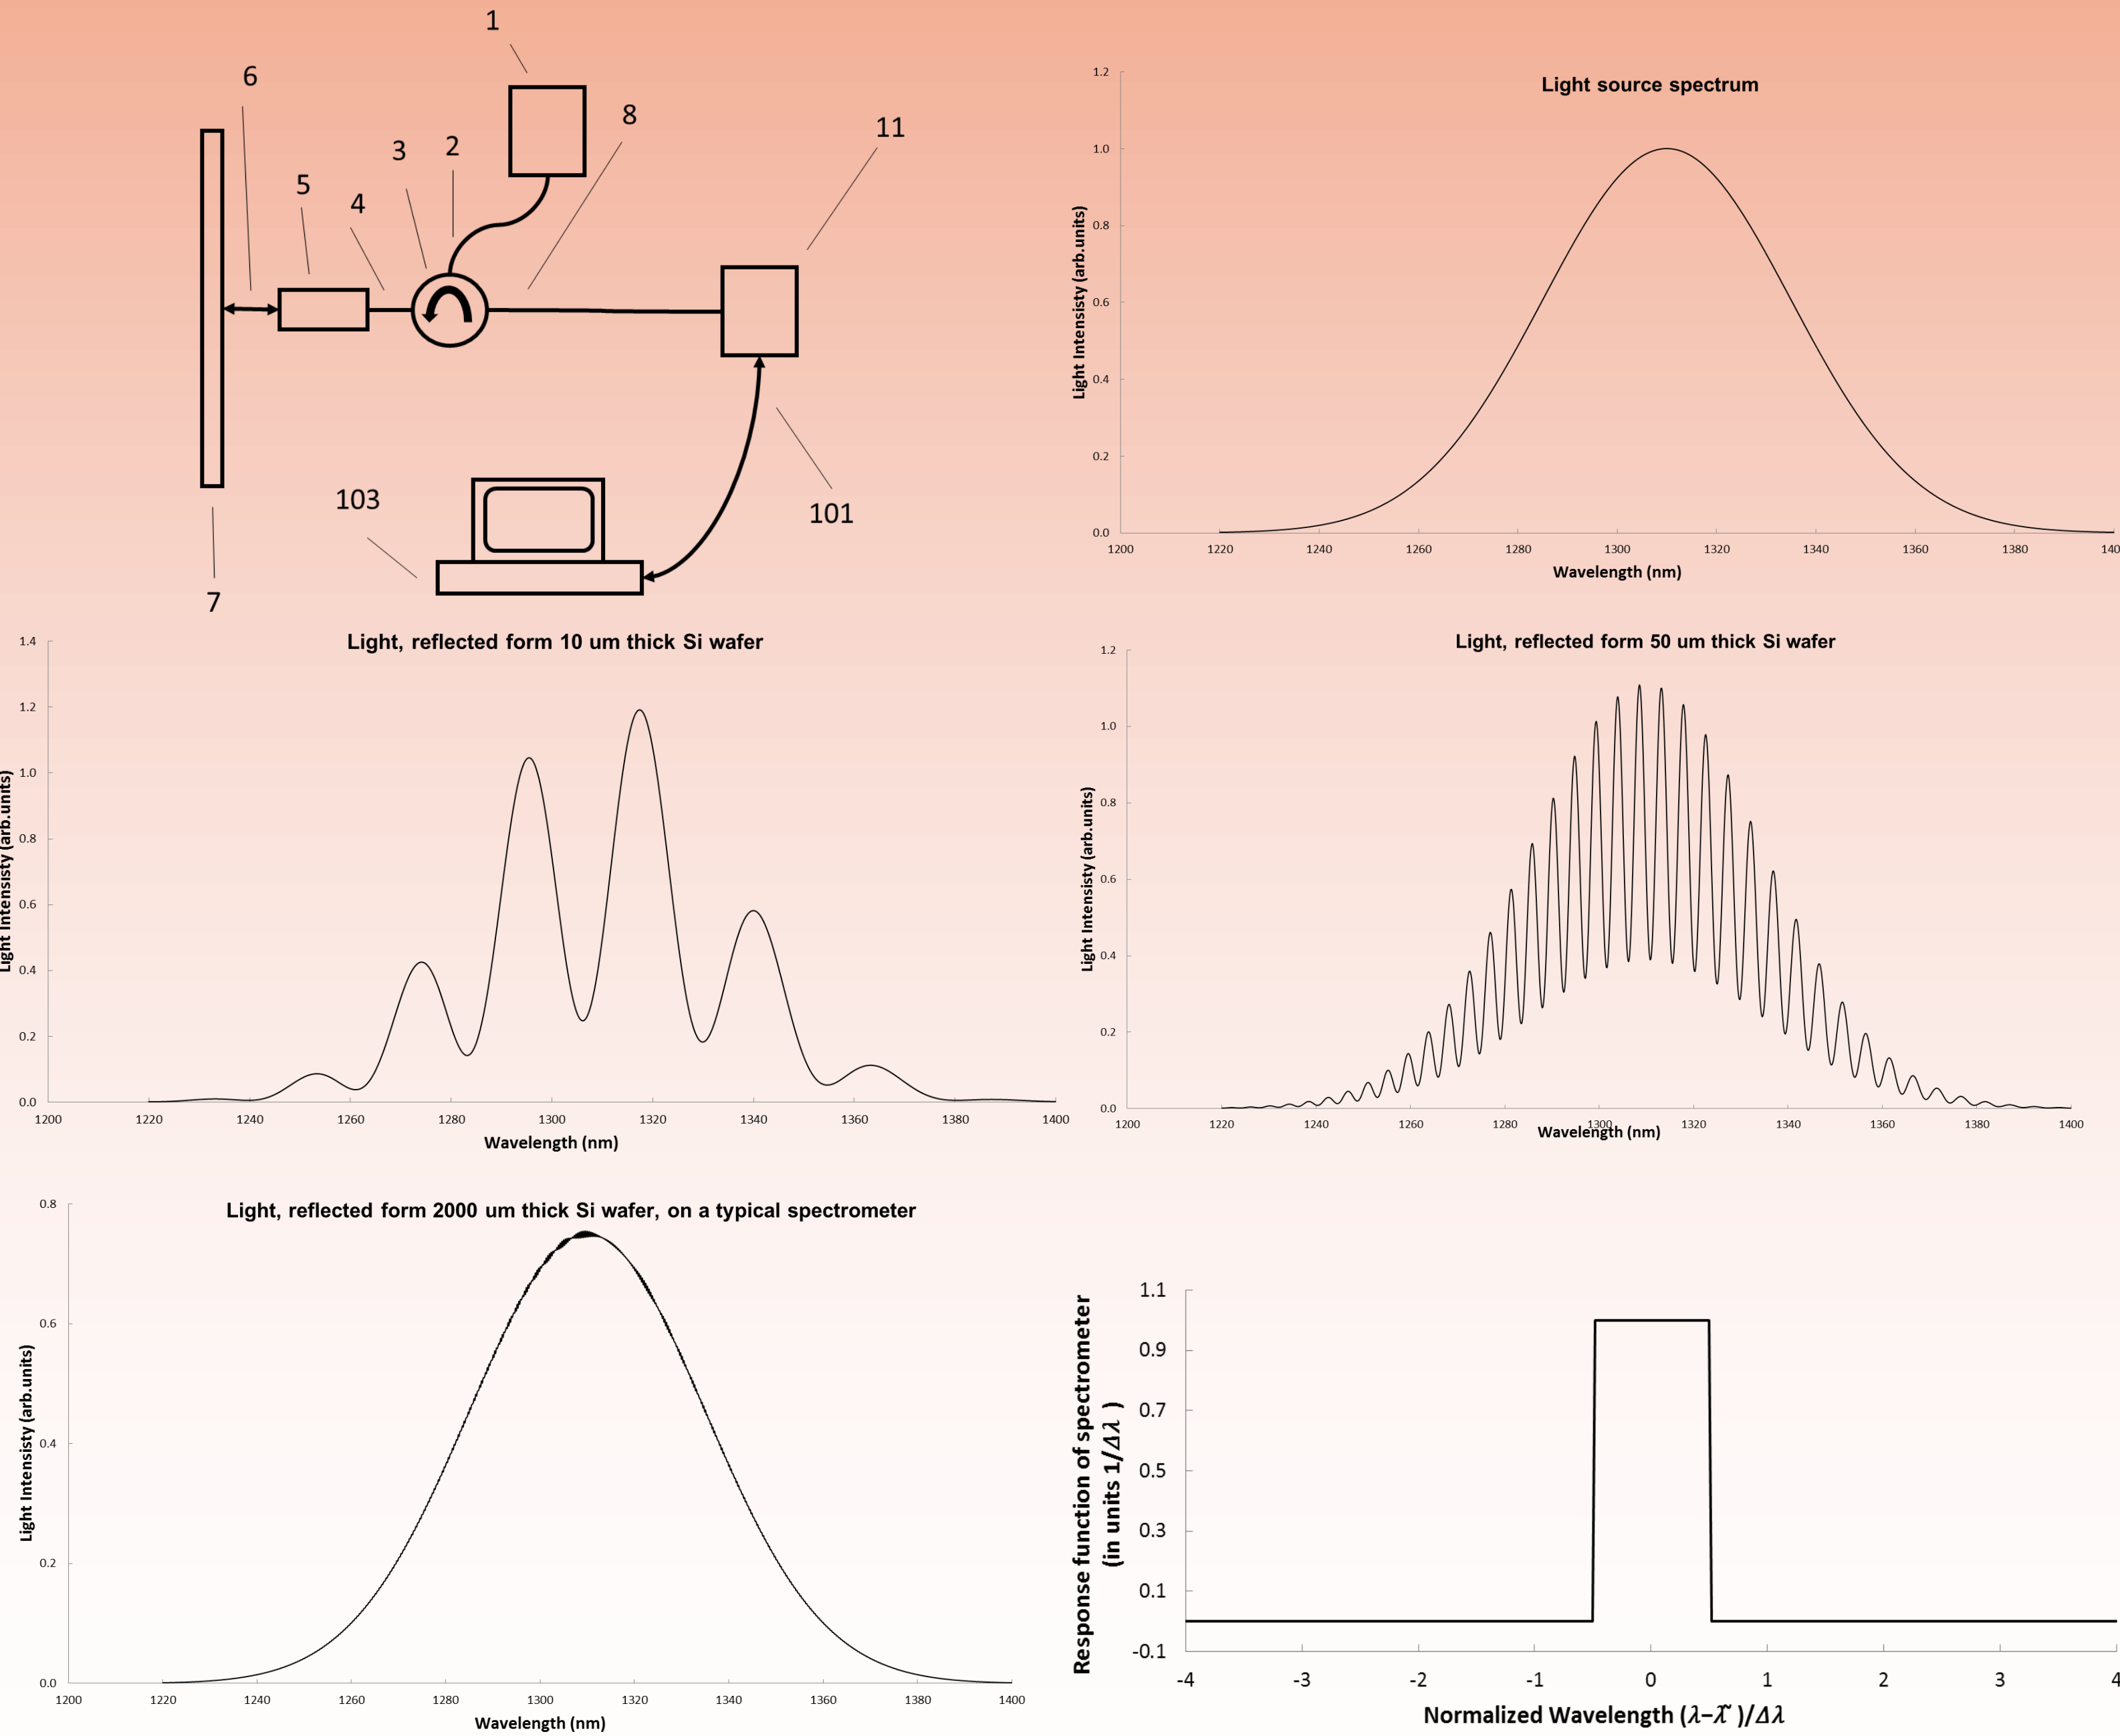 1
6
8
11
3
2
5
4
103
101
7
Light source spectrum
Light Intensisty (arb.units)
1.2
1.0
0.8
0.6
0.4
0.2
0.0
1200 1220 1240 1260 1280 1300 1320 1340 1360 1380 140
Wavelength (nm)
Light, reflected form 10 um thick Si wafer
Light Intensisty (arb.units)
1.4
1.2
1.0
0.8
0.6
0.4
0.2
0.0
1200 1220 1240 1260 1280 1300 1320 1340 1360 1380 1400
Wavelength (nm)
Light, reflected form 50 um thick Si wafer
Light Intensisty (arb.units)
1.2
1.0
0.8
0.6
0.4
0.2
0.0
1200 1220 1240 1260 1280 1300 1320 1340 1360 1380 1400
Wavelength (nm)
Light, reflected form 2000 um thick Si wafer, on a typical spectrometer
Light Intensisty (arb.units)
0.8
0.6
0.4
0.2
0.0
1200 1220 1240 1260 1280 1300 1320 1340 1360 1380 1400
Wavelength (nm)
Response function of spectrometer
(in units 1/Δλ )
1.1
0.9
0.7
0.5
0.3
0.1
-0.1
-4 -3 -2 -1 0 1 2 3 4
Normalized Wavelength (λ−λ̃ )/Δλ